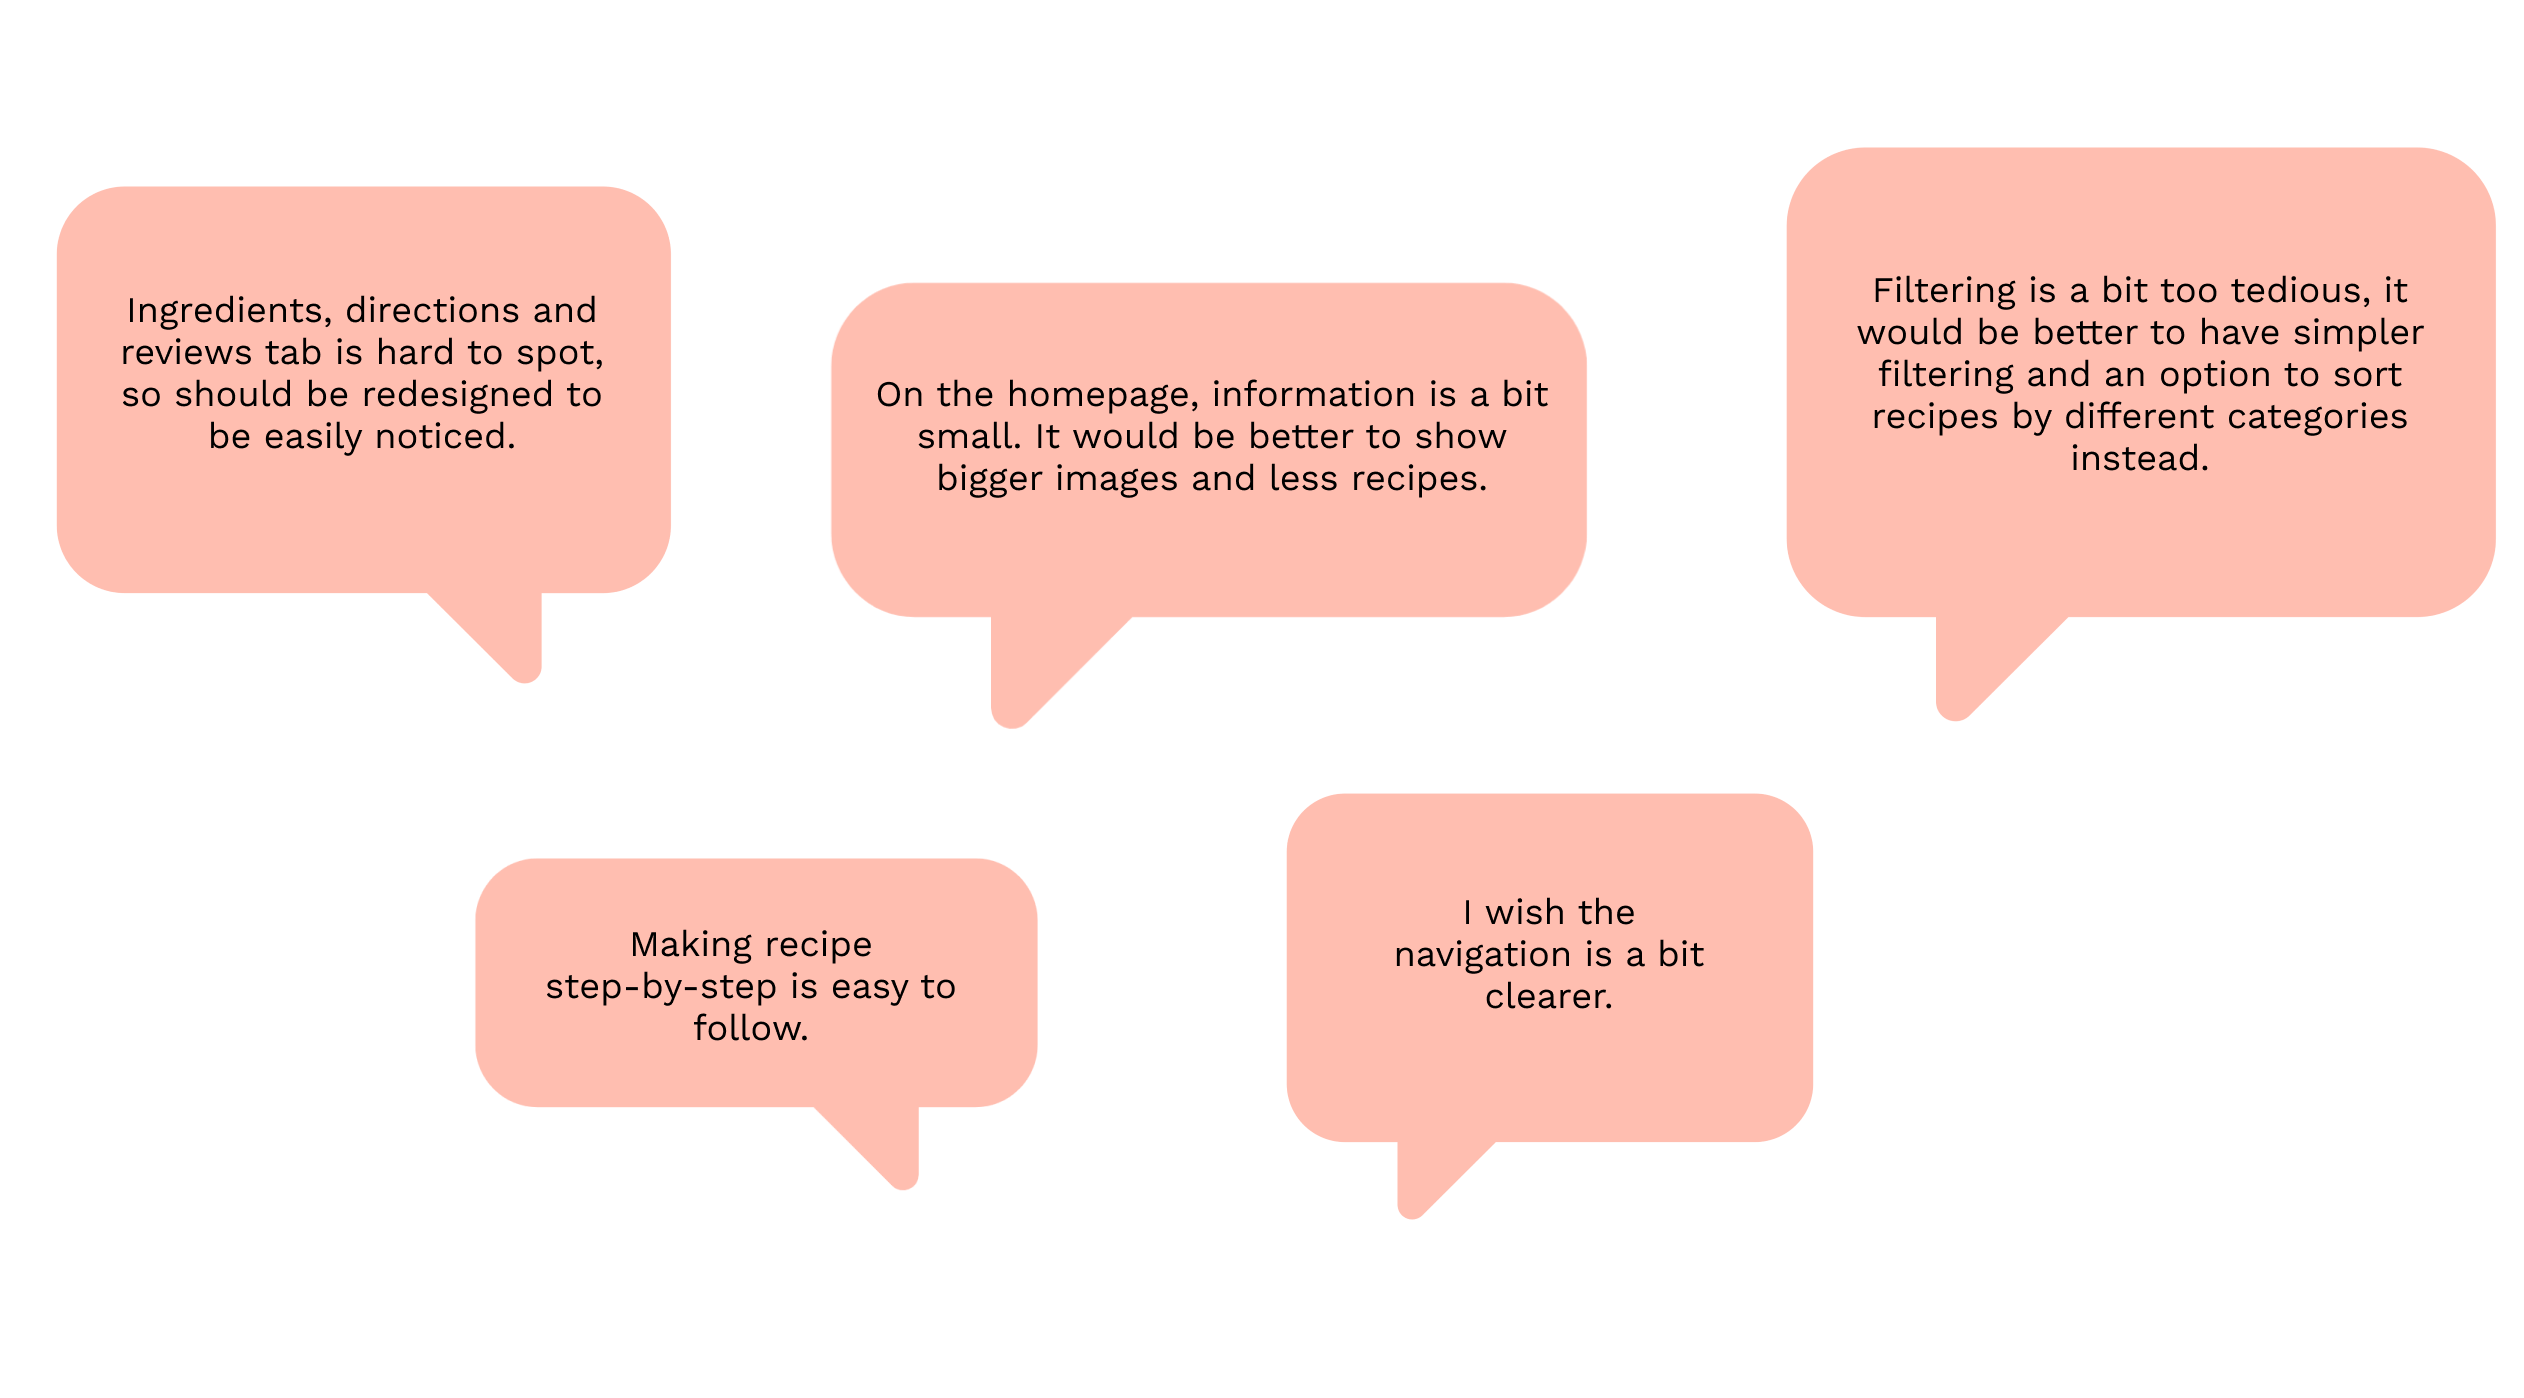 Ingredients, directions and
reviews tab is hard to spot,
so should be redesigned to
be easily noticed.
On the homepage, information is a bit
small. It would be better to show
bigger images and less recipes.
Filtering is a bit too tedious, it
would be better to have simpler
filtering and an option to sort
recipes by different categories
instead.
Making recipe
step-by-step is easy to
follow.
I wish the
navigation is a bit
clearer.